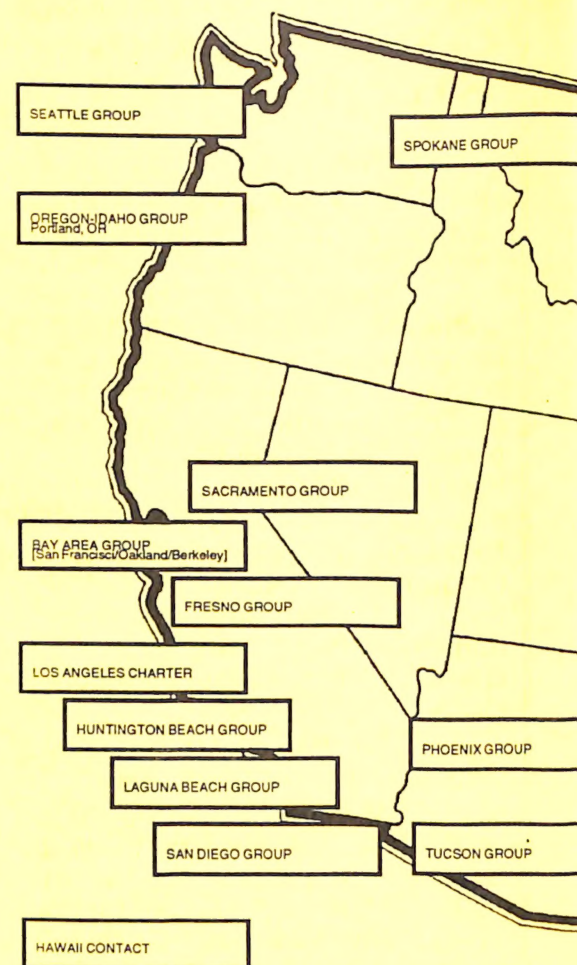 SEATTLE GROUP
SPOKANE GROUP
OREGON-IDAHO GROUP
Portland, OR
SACRAMENTO GROUP
BAY AREA GROUP
[San Francisci/Oakland/Berkeley]
FRESNO GROUP
LOS ANGELES CHARTER
HUNTINGTON BEACH GROUP
PHOENIX GROUP
LAGUNA BEACH GROUP
SAN DIEGO GROUP
TUCSON GROUP
HAWAII CONTACT